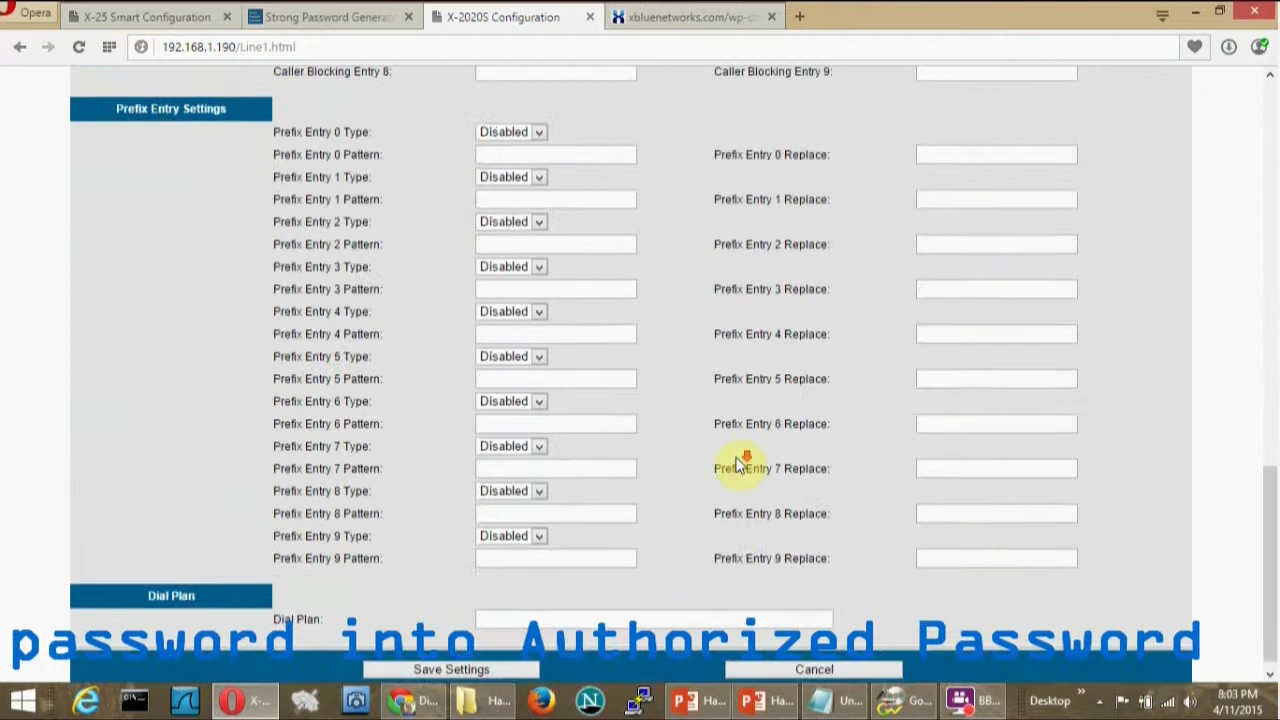 Opera
X-25 Smart Configuration
Strong Password Generat
X-2020S Configuration
xbluenetworks.com/wp-co
192.168.1.190/Line1.html
Caller Blocking Entry 8:
Caller Blocking Entry 9:
Prefix Entry Settings
Prefix Entry 0 Type: Disabled
Prefix Entry 0 Pattern: Prefix Entry 0 Replace:
Prefix Entry 1 Type: Disabled
Prefix Entry 1 Pattern: Prefix Entry 1 Replace:
Prefix Entry 2 Type: Disabled
Prefix Entry 2 Pattern: Prefix Entry 2 Replace:
Prefix Entry 3 Type: Disabled
Prefix Entry 3 Pattern: Prefix Entry 3 Replace:
Prefix Entry 4 Type: Disabled
Prefix Entry 4 Pattern: Prefix Entry 4 Replace:
Prefix Entry 5 Type: Disabled
Prefix Entry 5 Pattern: Prefix Entry 5 Replace:
Prefix Entry 6 Type: Disabled
Prefix Entry 6 Pattern: Prefix Entry 6 Replace:
Prefix Entry 7 Type: Disabled
Prefix Entry 7 Pattern: Prefix Entry 7 Replace:
Prefix Entry 8 Type: Disabled
Prefix Entry 8 Pattern: Prefix Entry 8 Replace:
Prefix Entry 9 Type: Disabled
Prefix Entry 9 Pattern: Prefix Entry 9 Replace:
Dial Plan
Dial Plan:
password into Authorized Password
Save Settings Cancel
X-... Di... Ha... Ha... Ha... Un... Go... BB... Desktop
8:03 PM
4/11/2015